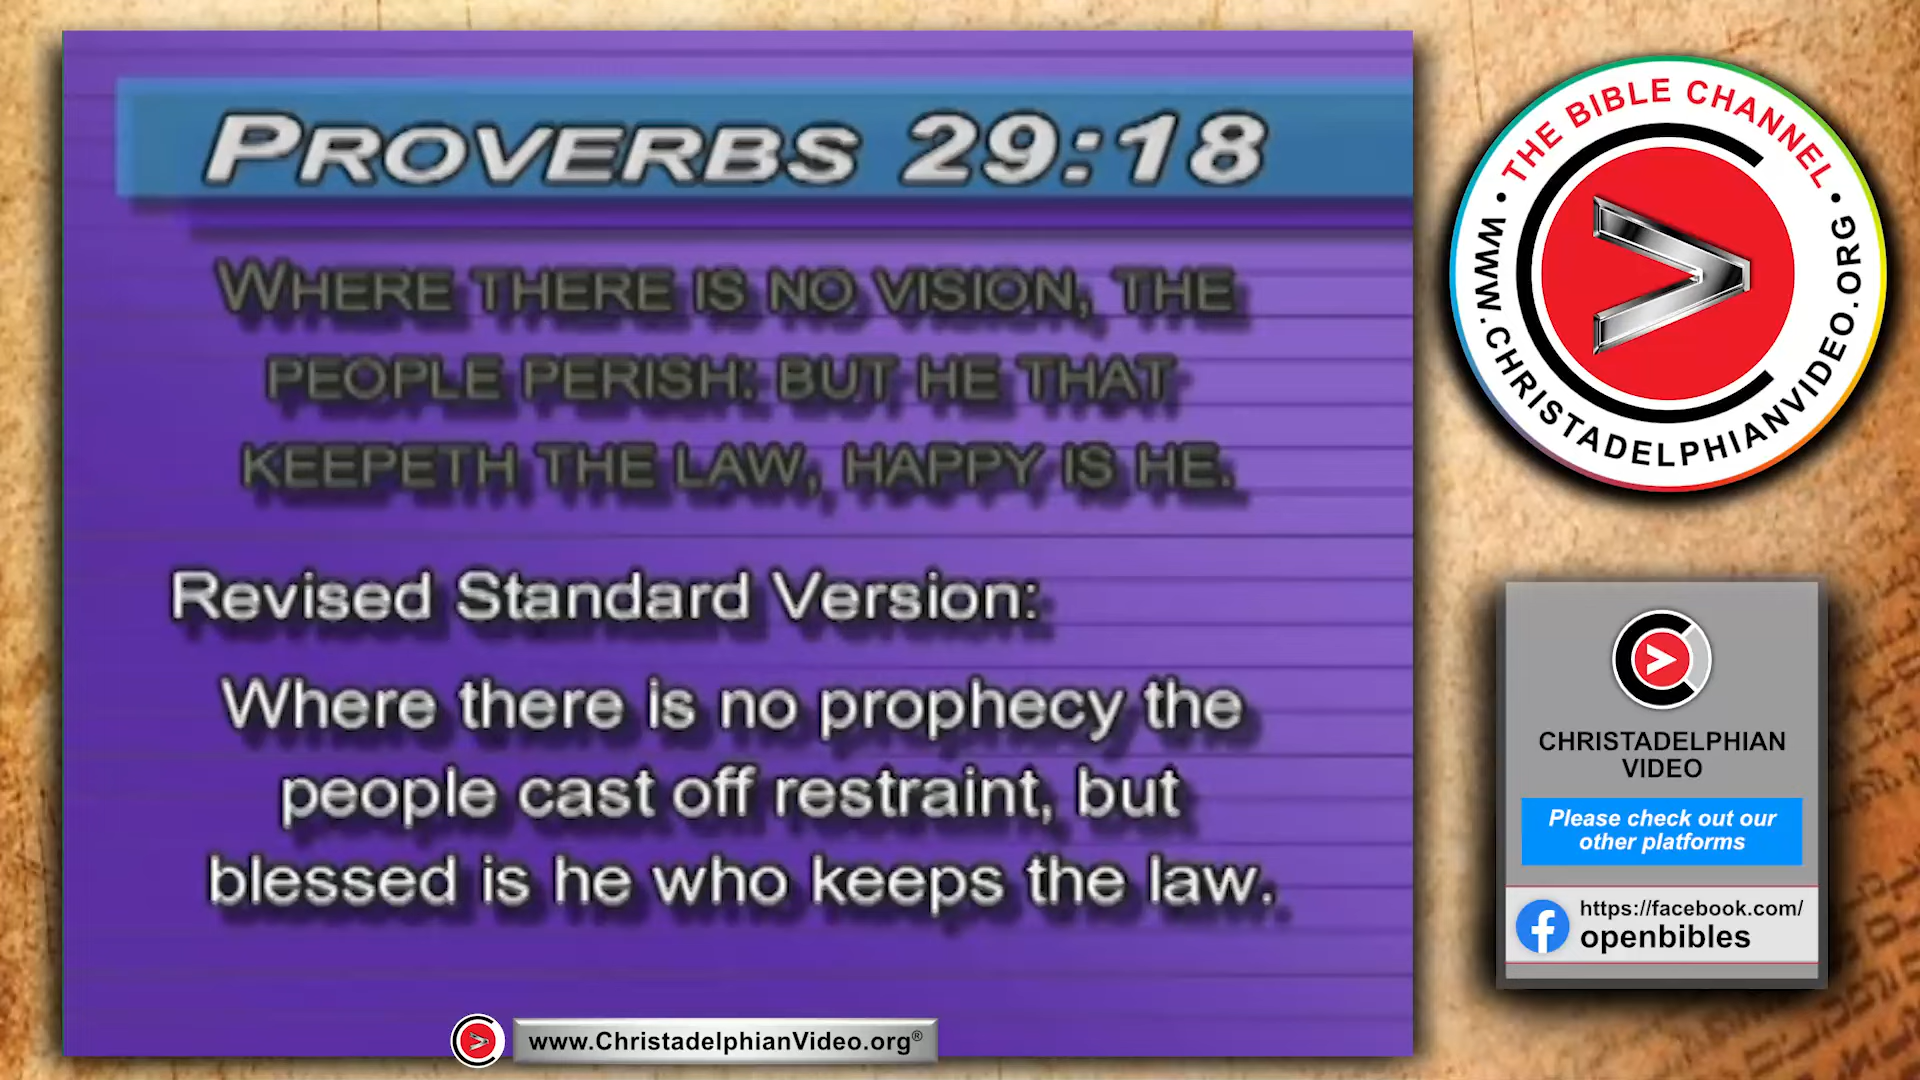 PROVERBS 29:18
WHERE THERE IS NO VISION, THE
PEOPLE PERISH: BUT HE THAT
KEEPETH THE LAW, HAPPY IS HE.
Revised Standard Version:
Where there is no prophecy the
people cast off restraint, but
blessed is he who keeps the law.
www.ChristadelphianVideo.org®
• THE BIBLE CHANNEL •
WWW.CHRISTADELPHIANVIDEO.ORG
CHRISTADELPHIAN
VIDEO
Please check out our
other platforms
https://facebook.com/
openbibles